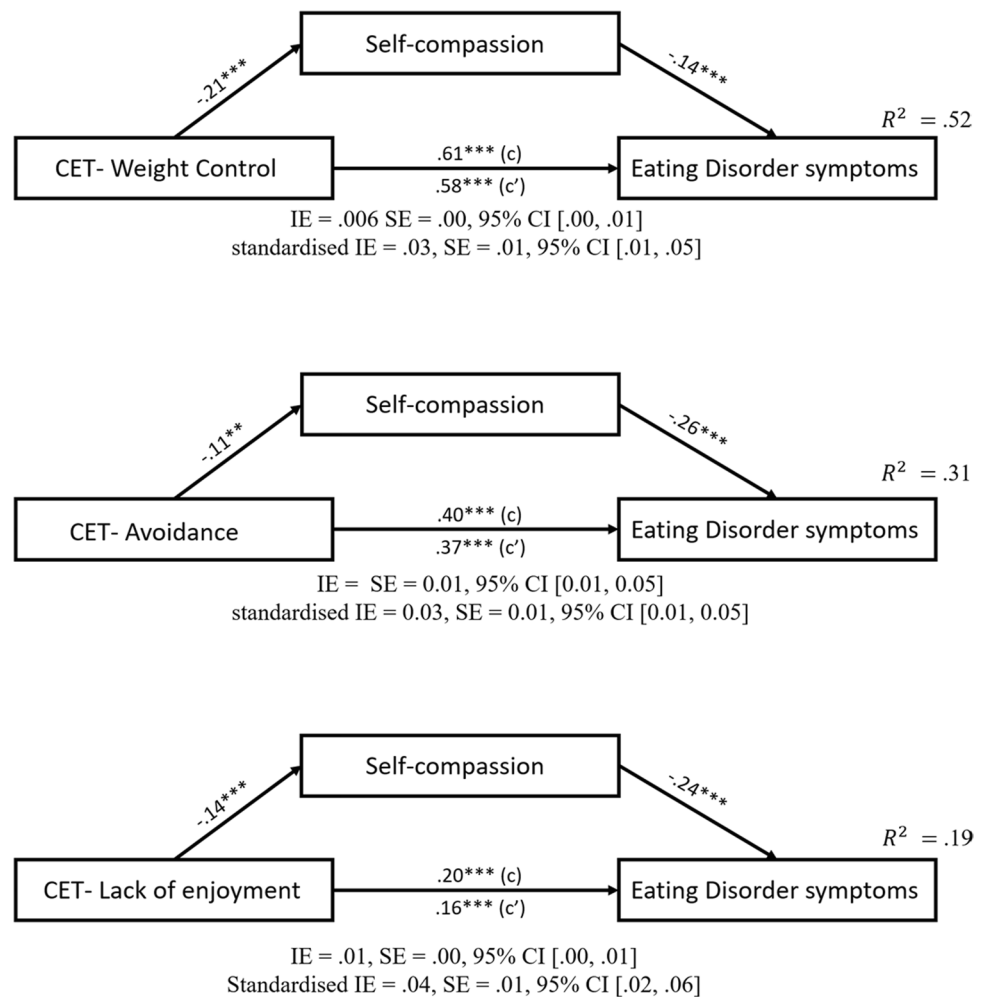 Self-compassion
-.21***
-.14***
R² = .52
CET- Weight Control
.61*** (c)
.58*** (c’)
Eating Disorder symptoms
IE = .006 SE = .00, 95% CI [.00, .01]
standardised IE = .03, SE = .01, 95% CI [.01, .05]
Self-compassion
-.11**
-.26***
R² = .31
CET- Avoidance
.40*** (c)
.37*** (c’)
Eating Disorder symptoms
IE = SE = 0.01, 95% CI [0.01, 0.05]
standardised IE = 0.03, SE = 0.01, 95% CI [0.01, 0.05]
Self-compassion
-.14***
-.24***
R² = .19
CET- Lack of enjoyment
.20*** (c)
.16*** (c’)
Eating Disorder symptoms
IE = .01, SE = .00, 95% CI [.00, .01]
Standardised IE = .04, SE = .01, 95% CI [.02, .06]